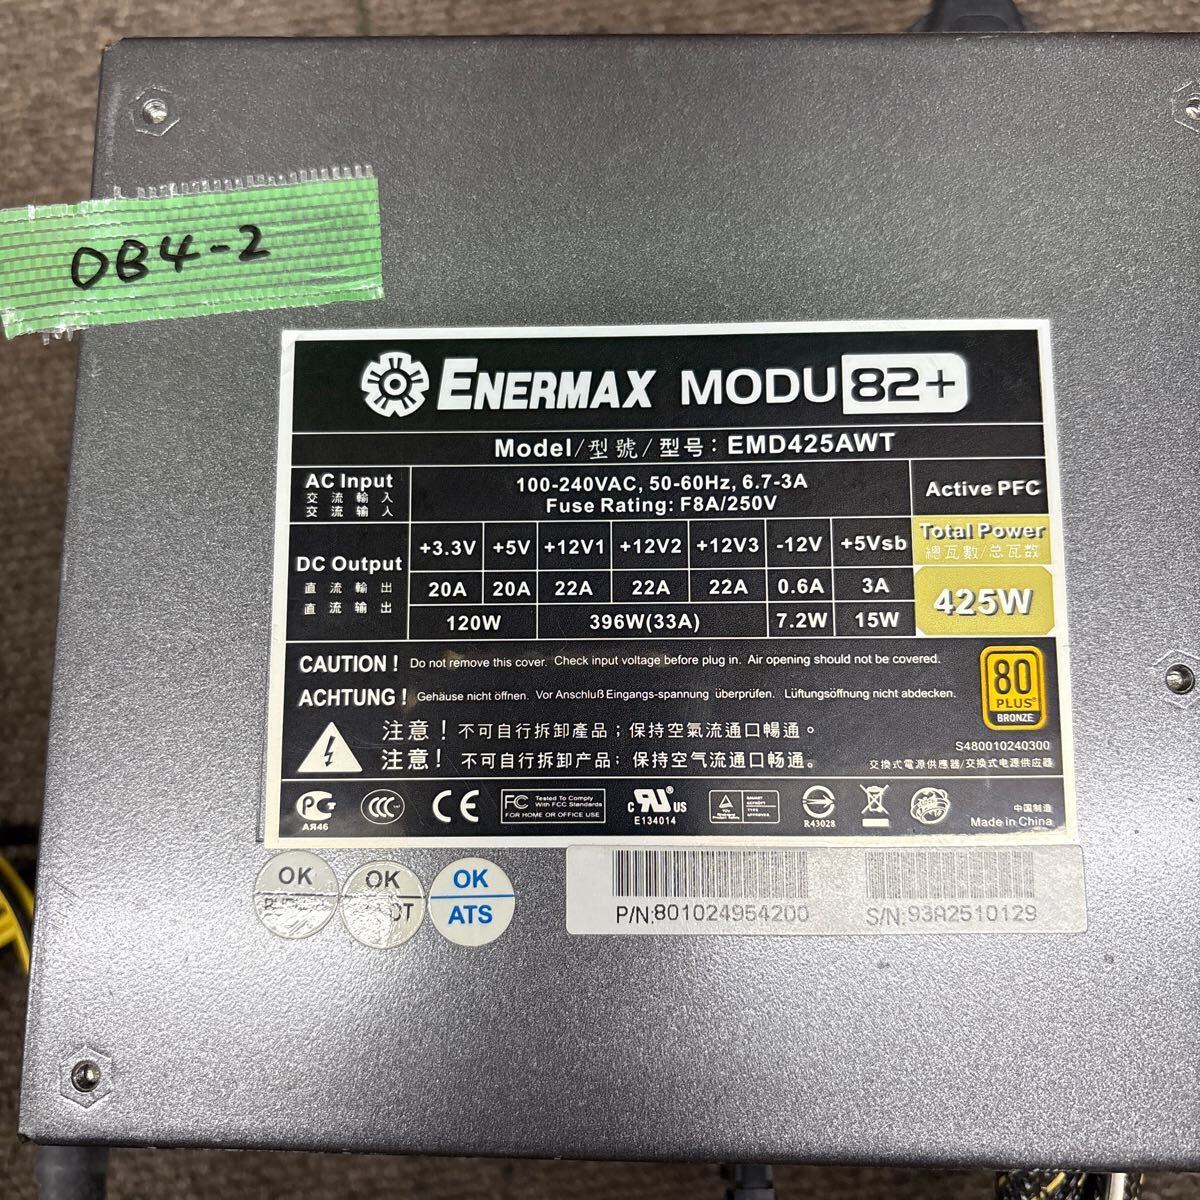 OB4-2
ENERMAX MODU 82+
Model/型號/型号: EMD425AWT
AC Input
交流輸入
交流输入
100-240VAC, 50-60Hz, 6.7-3A
Fuse Rating: F8A/250V
Active PFC
DC Output
直流輸出
直流输出
+3.3V +5V +12V1 +12V2 +12V3 -12V +5Vsb
20A 20A 22A 22A 22A 0.6A 3A
120W 396W(33A) 7.2W 15W
Total Power
總瓦數/总瓦数
425W
CAUTION ! Do not remove this cover. Check input voltage before plug in. Air opening should not be covered.
ACHTUNG ! Gehäuse nicht öffnen. Vor Anschluß Eingangs-spannung überprüfen. Lüftungsöffnung nicht abdecken.
注意！不可自行拆卸產品；保持空氣流通口暢通。
注意！不可自行拆卸产品；保持空气流通口畅通。
80
PLUS
BRONZE
S480010240300
交換式電源供應器/交换式电源供应器
АЯ46
CCC
CE
FC Tested To Comply
With FCC Standards
FOR HOME OR OFFICE USE
c UL® US
E134014
R43028
中国制造
Made in China
OK
OK
OK
ATS
P/N:801024954200
S/N:93A2510129